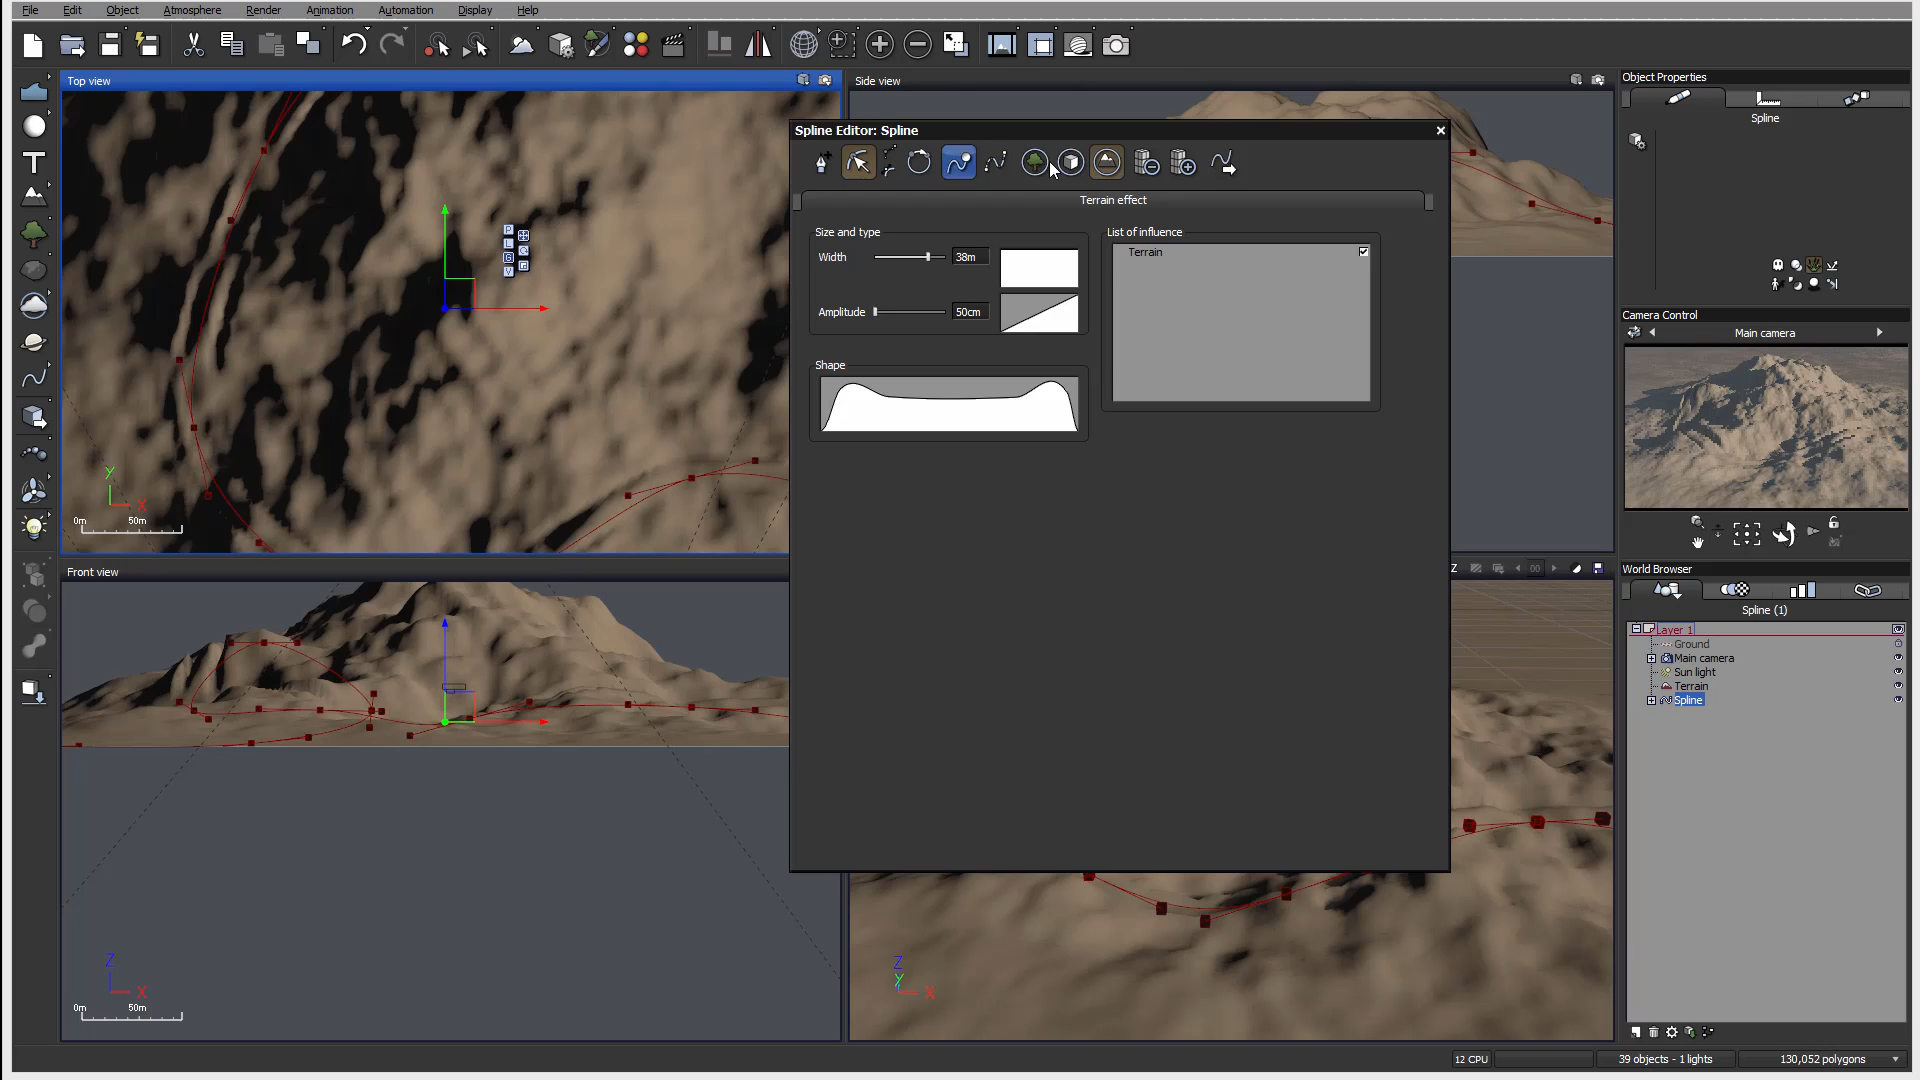 File Edit Object Atmosphere Render Animation Automation Display Help
Top view
Side view
Object Properties
Spline
Spline Editor: Spline
Terrain effect
Size and type
Width 38m
Amplitude 50cm
Shape
List of influence
Terrain
P
L
G
V
Y
X
0m 50m
Front view
Z
X
0m 50m
Z
00
Z
Y
X
Camera Control
Main camera
World Browser
Spline (1)
Layer 1
Ground
Main camera
Sun light
Terrain
Spline
12 CPU
39 objects - 1 lights
130,052 polygons